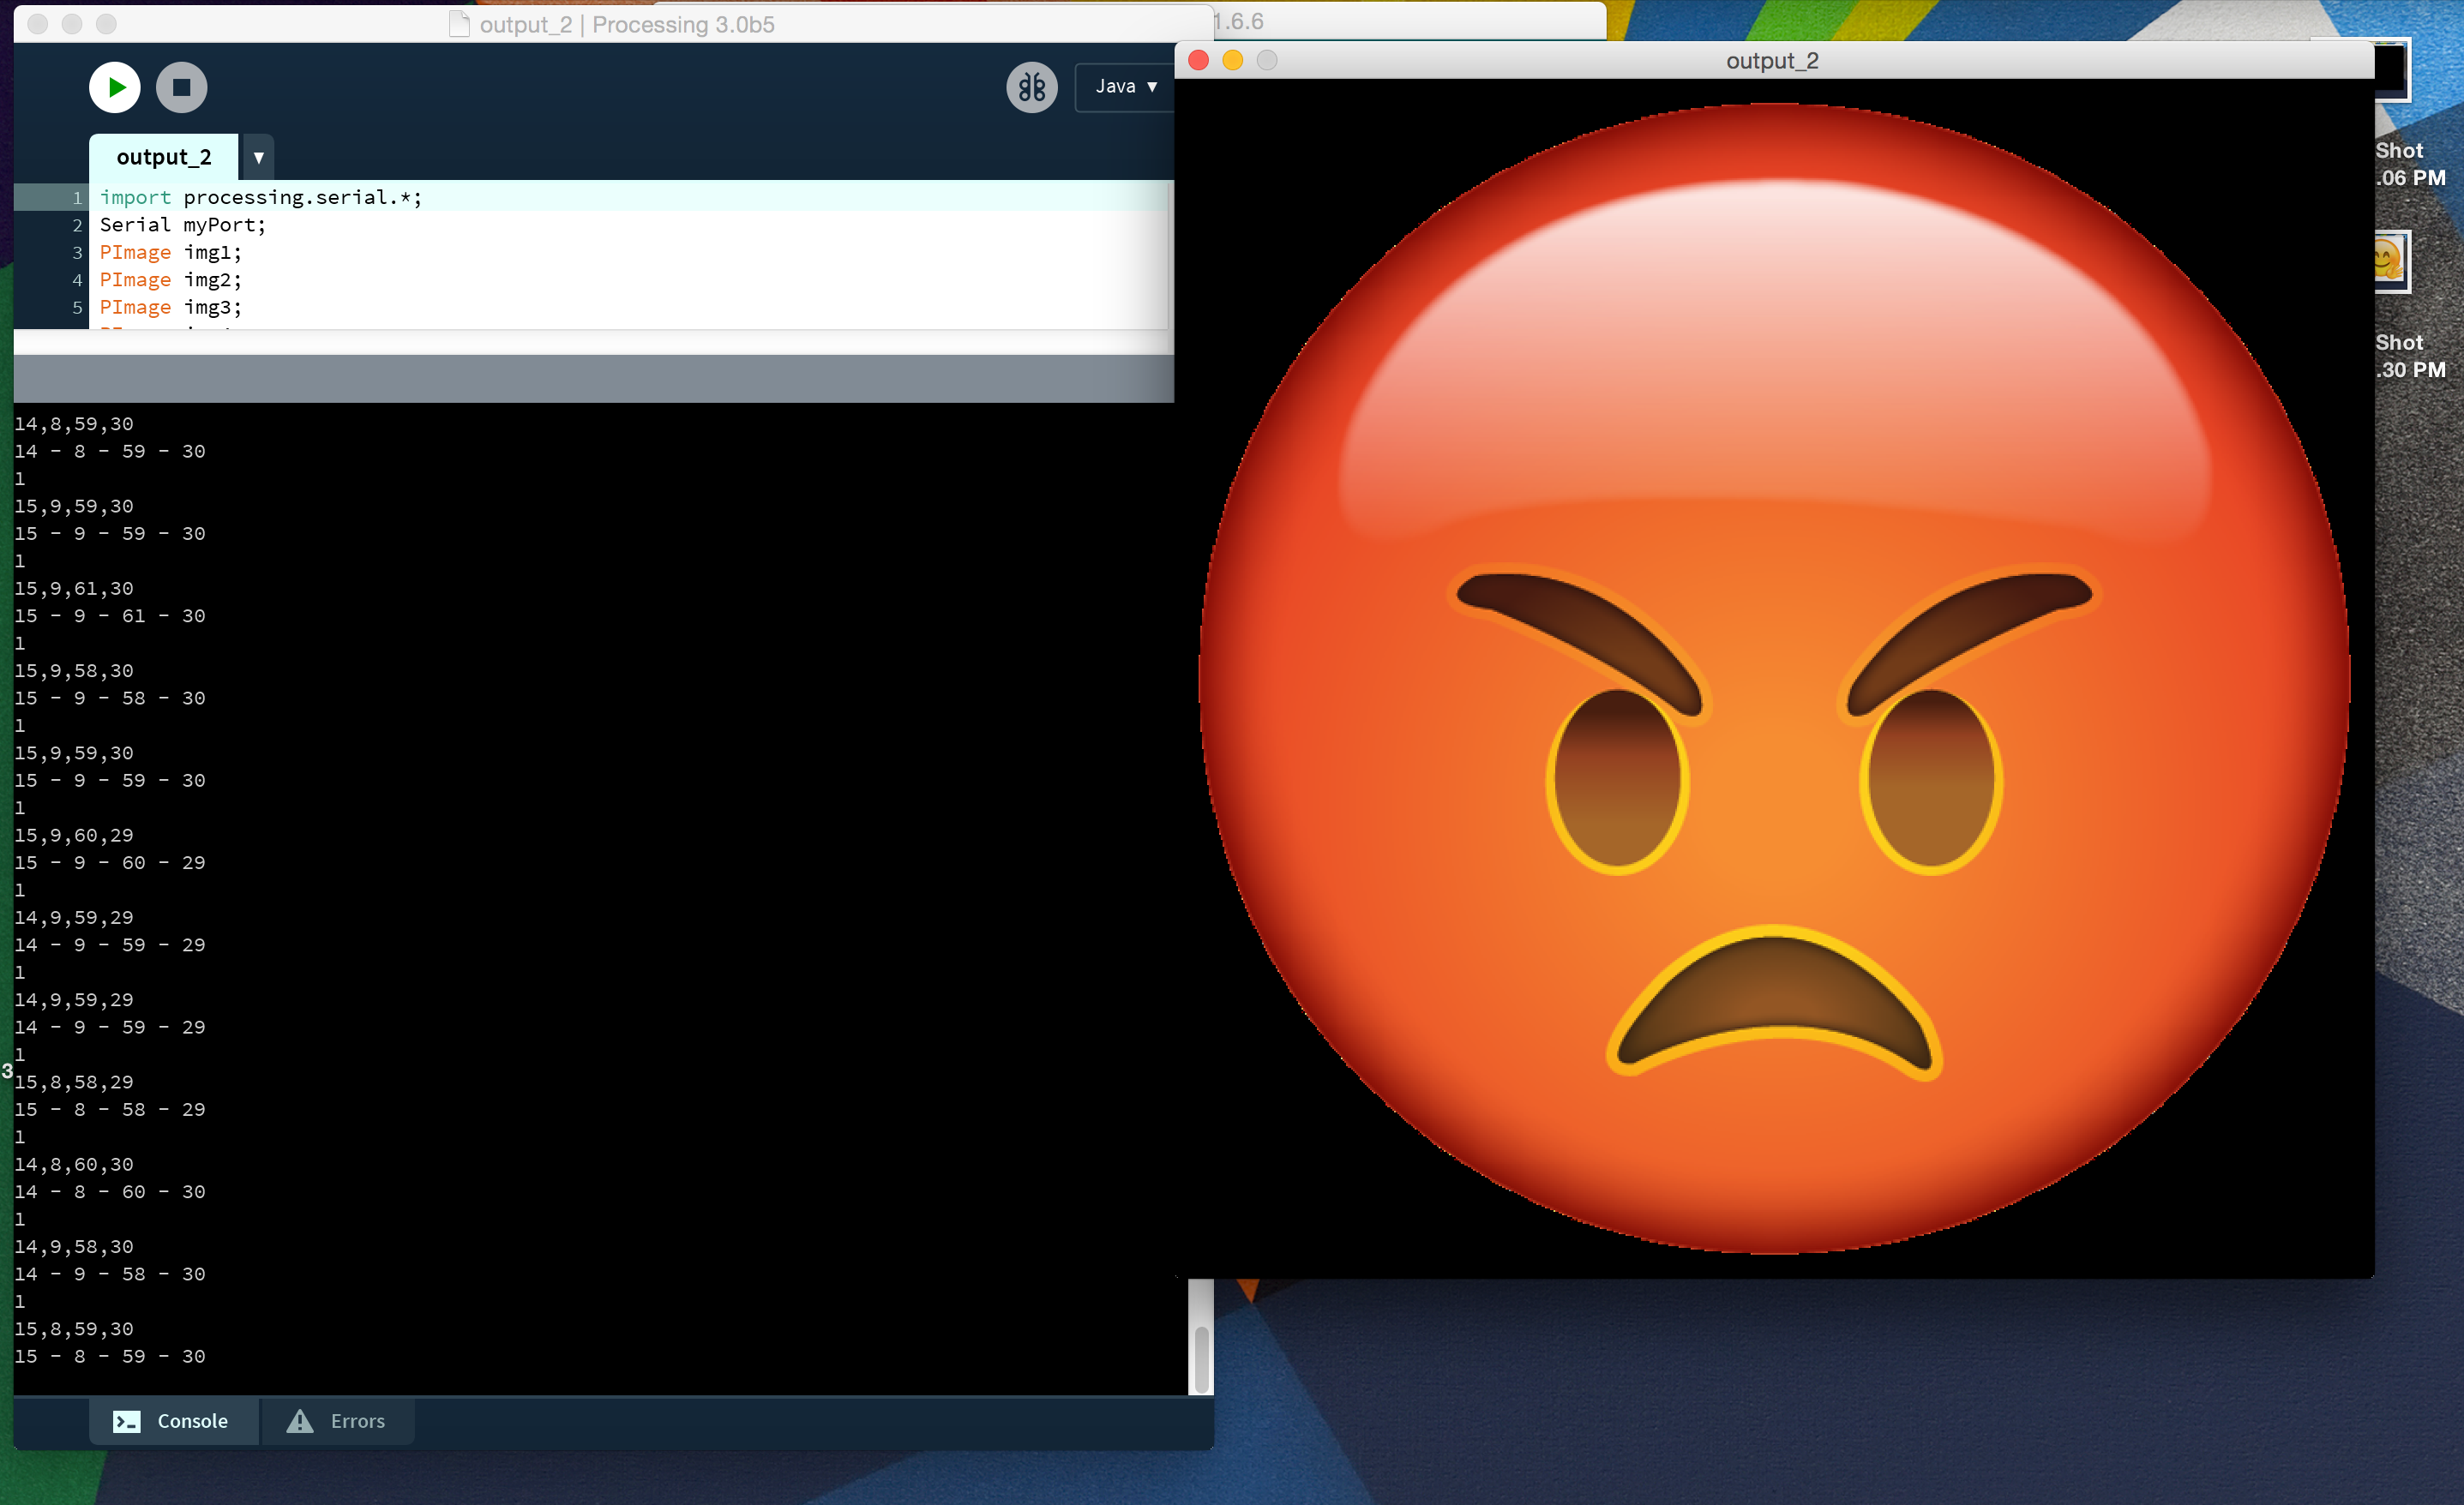 output_2 | Processing 3.0b5
1.6.6
output_2
Java
output_2
1 import processing.serial.*;
2 Serial myPort;
3 PImage img1;
4 PImage img2;
5 PImage img3;
14,8,59,30
14 - 8 - 59 - 30
1
15,9,59,30
15 - 9 - 59 - 30
1
15,9,61,30
15 - 9 - 61 - 30
1
15,9,58,30
15 - 9 - 58 - 30
1
15,9,59,30
15 - 9 - 59 - 30
1
15,9,60,29
15 - 9 - 60 - 29
1
14,9,59,29
14 - 9 - 59 - 29
1
14,9,59,29
14 - 9 - 59 - 29
1
15,8,58,29
15 - 8 - 58 - 29
1
14,8,60,30
14 - 8 - 60 - 30
1
14,9,58,30
14 - 9 - 58 - 30
1
15,8,59,30
15 - 8 - 59 - 30
Console
Errors
3
Shot
.06 PM
Shot
.30 PM